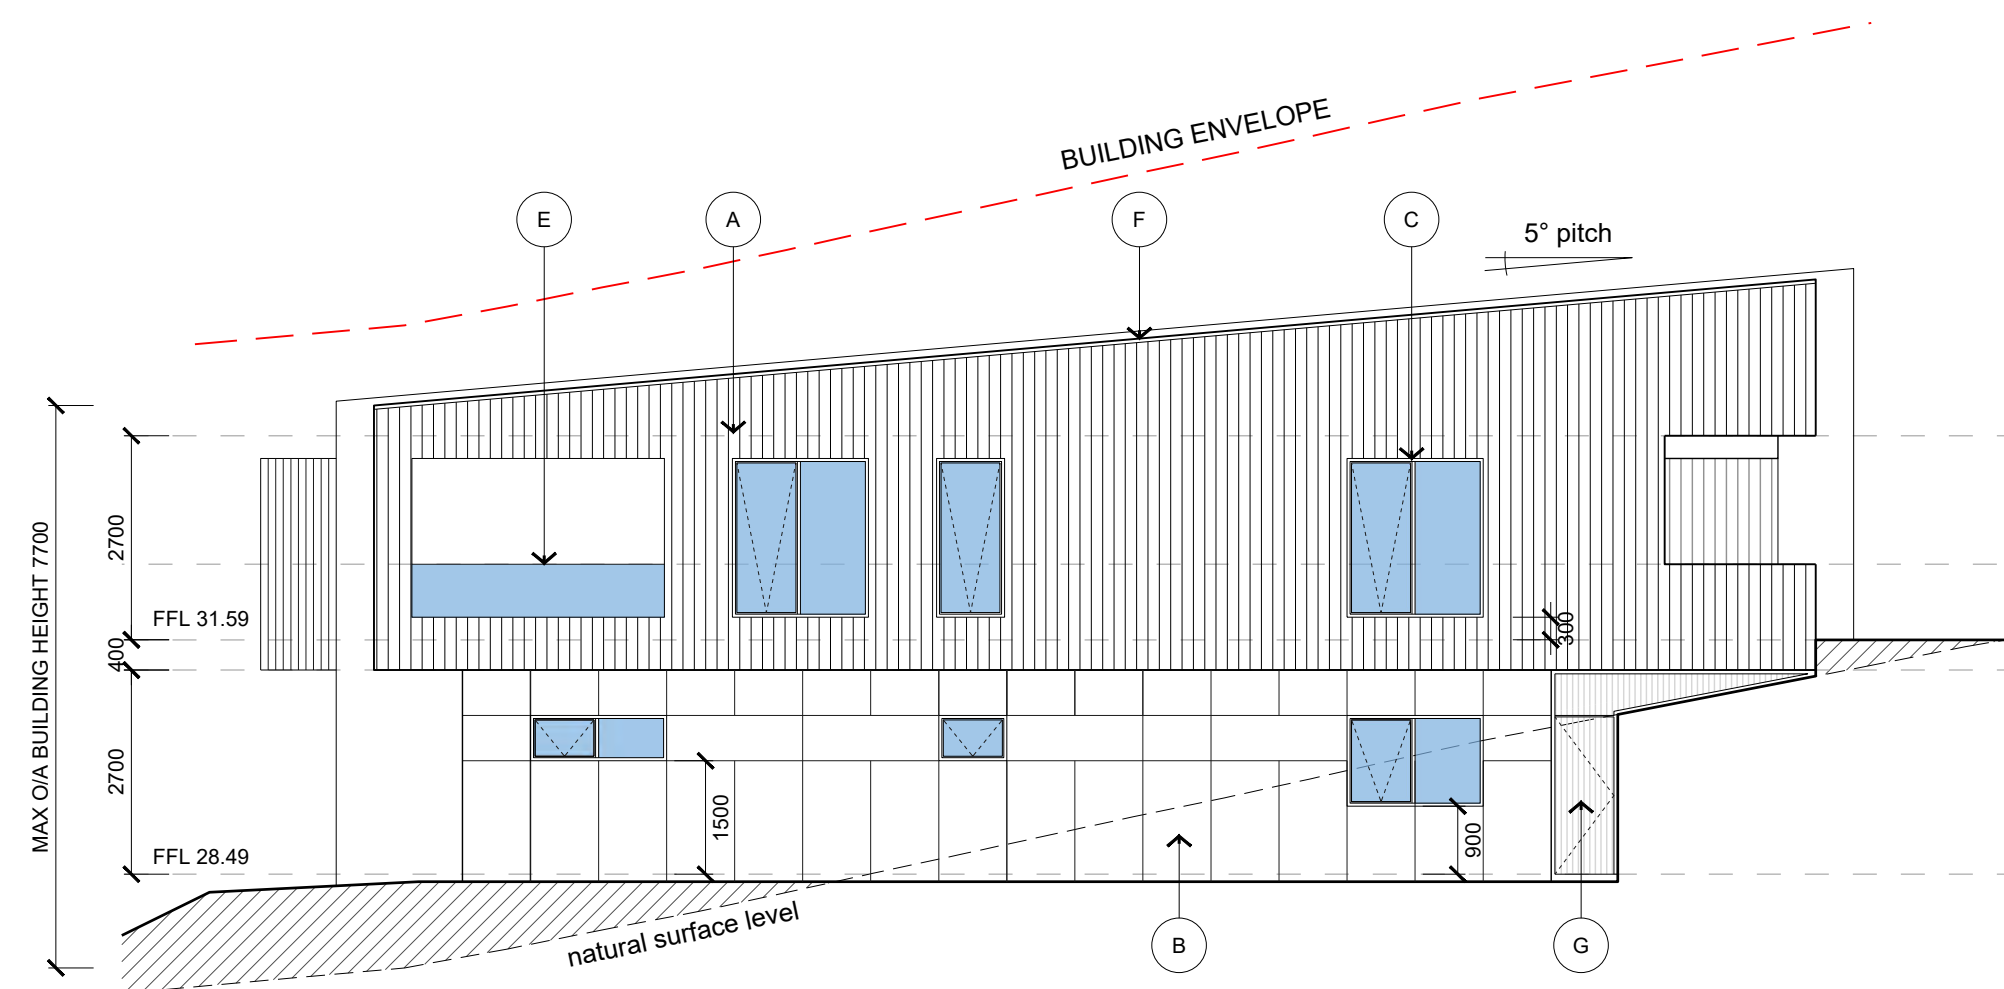 BUILDING ENVELOPE
E
A
F
C
5° pitch
MAX O/A BUILDING HEIGHT 7700
2700
FFL 31.59
400
300
2700
1500
900
FFL 28.49
natural surface level
B
G